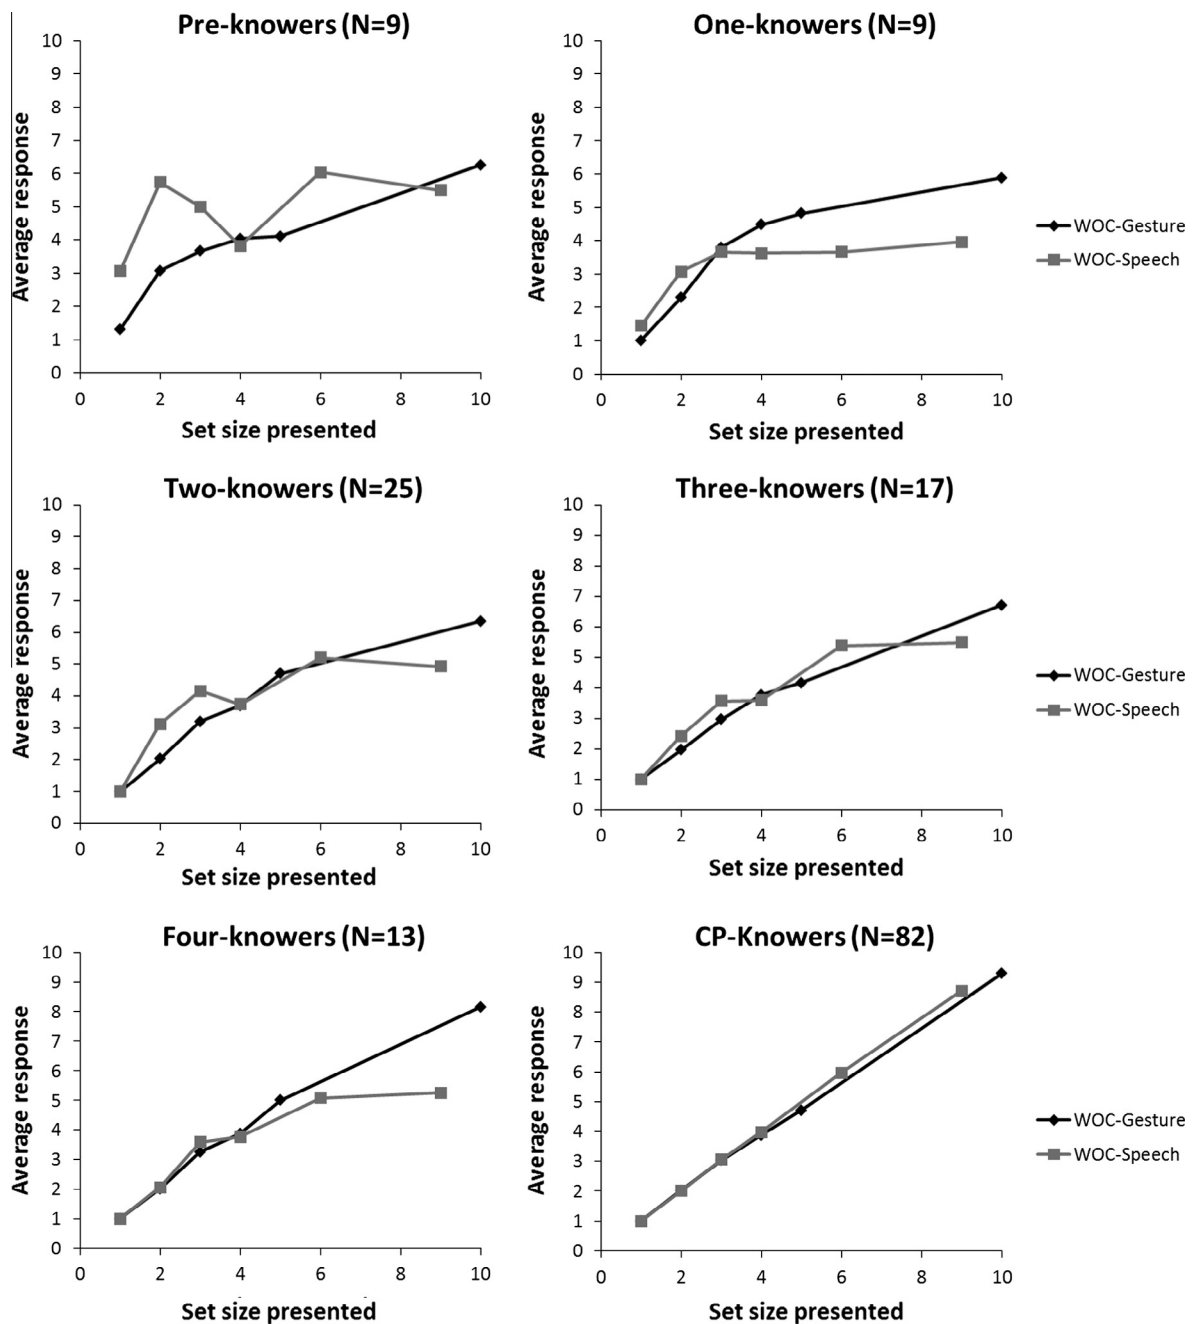 Pre-knowers (N=9)
10
9
8
7
6
5
4
3
2
1
0
Average response
0 2 4 6 8 10
Set size presented
One-knowers (N=9)
10
9
8
7
6
5
4
3
2
1
0
Average response
0 2 4 6 8 10
Set size presented
WOC-Gesture
WOC-Speech
Two-knowers (N=25)
10
9
8
7
6
5
4
3
2
1
0
Average response
0 2 4 6 8 10
Set size presented
Three-knowers (N=17)
10
9
8
7
6
5
4
3
2
1
0
Average response
0 2 4 6 8 10
Set size presented
WOC-Gesture
WOC-Speech
Four-knowers (N=13)
10
9
8
7
6
5
4
3
2
1
0
Average response
0 2 4 6 8 10
Set size presented
CP-Knowers (N=82)
10
9
8
7
6
5
4
3
2
1
0
Average response
0 2 4 6 8 10
Set size presented
WOC-Gesture
WOC-Speech